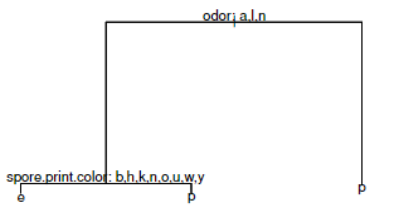 odor: a,l,n
spore.print.color: b,h,k,n,o,u,w,y
e
p
p